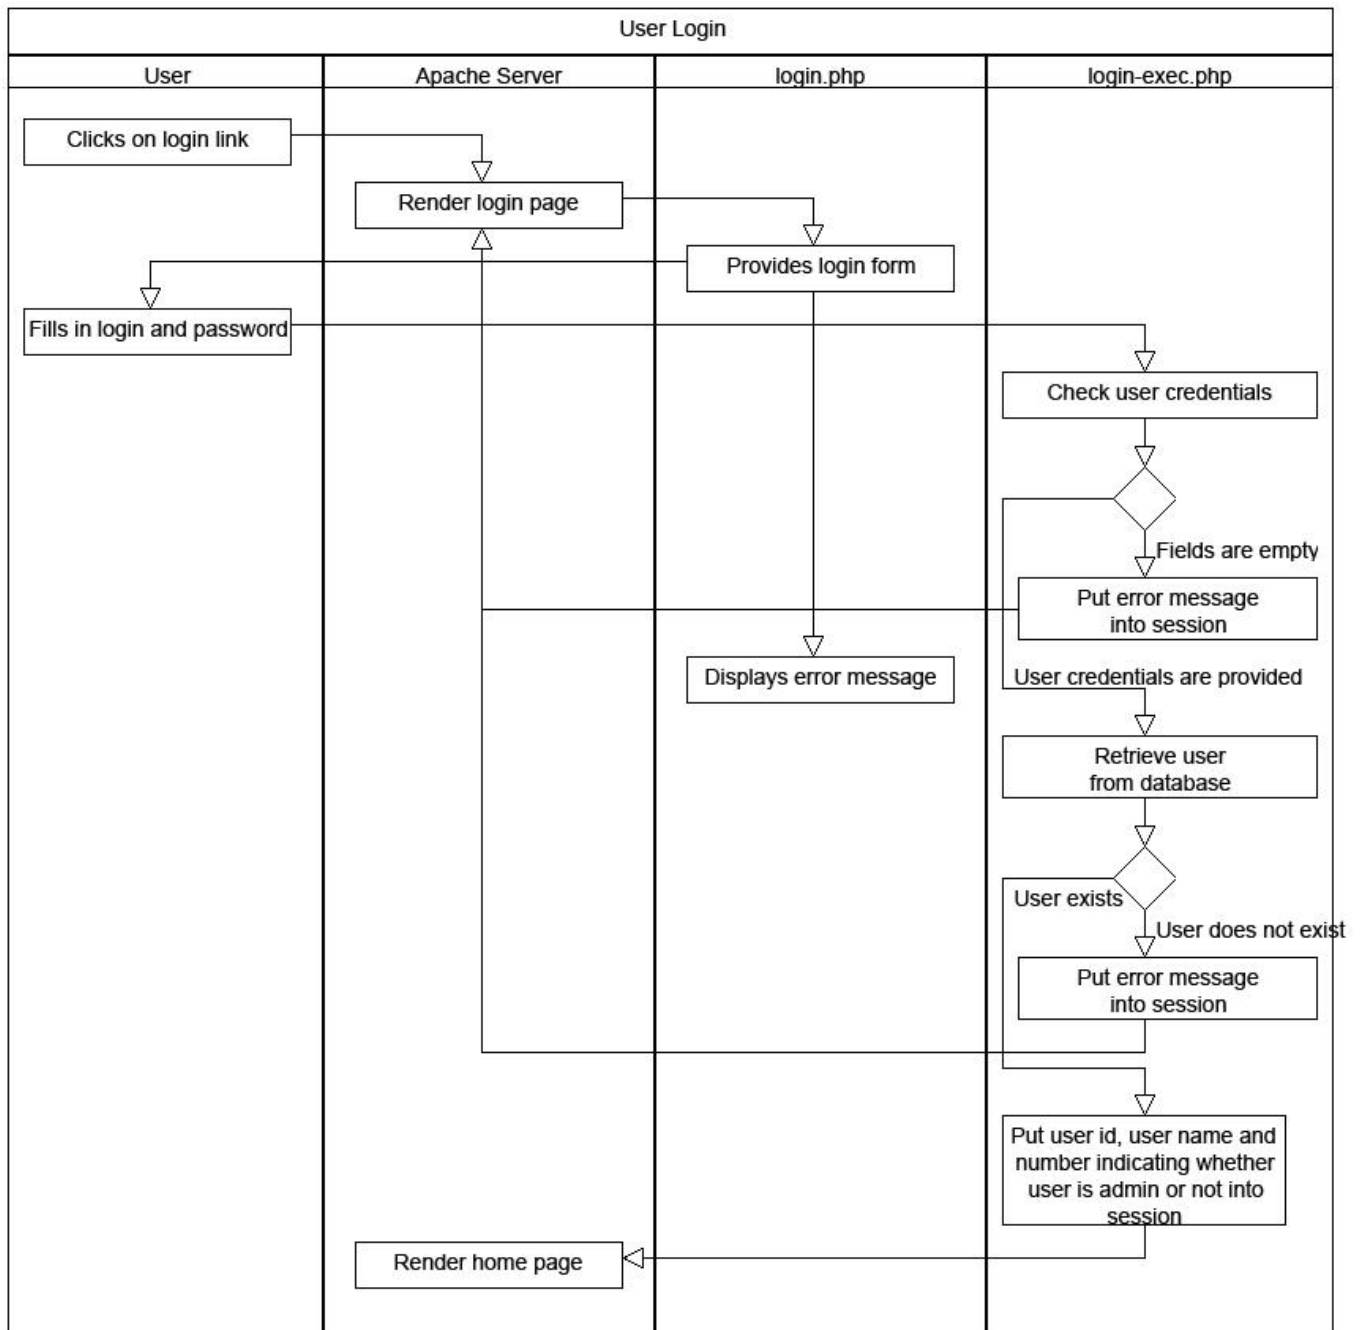 User Login
User
Apache Server
login.php
login-exec.php
Clicks on login link
Render login page
Provides login form
Fills in login and password
Check user credentials
Fields are empty
Put error message
into session
Displays error message
User credentials are provided
Retrieve user
from database
User exists
User does not exist
Put error message
into session
Put user id, user name and
number indicating whether
user is admin or not into
session
Render home page